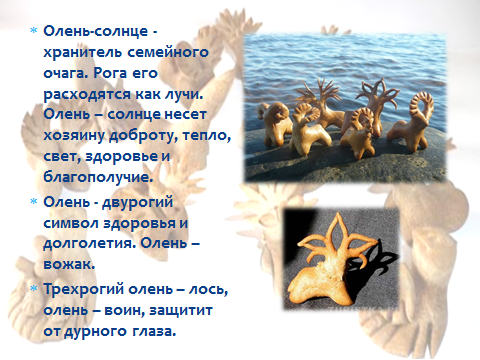 * Олень-солнце -
хранитель семейного
очага. Рога его
расходятся как лучи.
Олень – солнце несет
хозяину доброту, тепло,
свет, здоровье и
благополучие.
* Олень - двурогий
символ здоровья и
долголетия. Олень –
вожак.
* Трехрогий олень – лось,
олень – воин, защитит
от дурного глаза.